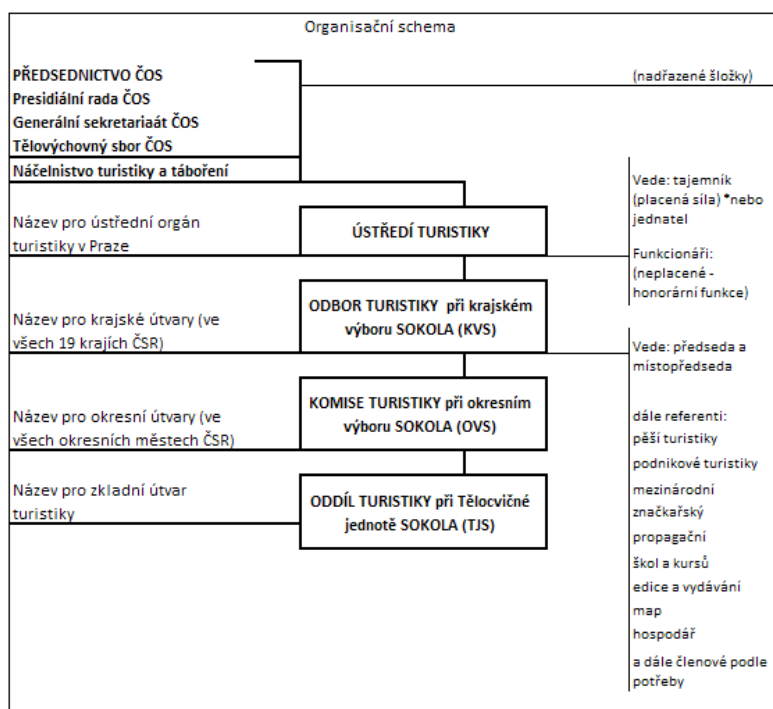 Organisační schema
PŘEDSEDNICTVO ČOS
Presidiální rada ČOS
Generální sekretariaát ČOS
Tělovýchovný sbor ČOS
Náčelnistvo turistiky a táboření
(nadřazené šložky)
Název pro ústřední orgán
turistiky v Praze
ÚSTŘEDÍ TURISTIKY
Vede: tajemník
(placená síla) *nebo
jednatel
Funkcionáři:
(neplacené -
honorární funkce)
Název pro krajské útvary (ve
všech 19 krajích ČSR)
ODBOR TURISTIKY při krajském
výboru SOKOLA (KVS)
Název pro okresní útvary (ve
všech okresních městech ČSR)
KOMISE TURISTIKY při okresním
výboru SOKOLA (OVS)
Název pro zkladní útvar
turistiky
ODDÍL TURISTIKY při Tělocvičné
jednotě SOKOLA (TJS)
Vede: předseda a
místopředseda
dále referenti:
pěší turistiky
podnikové turistiky
mezinárodní
značkařský
propagační
škol a kursů
edice a vydávání
map
hospodář
a dále členové podle
potřeby